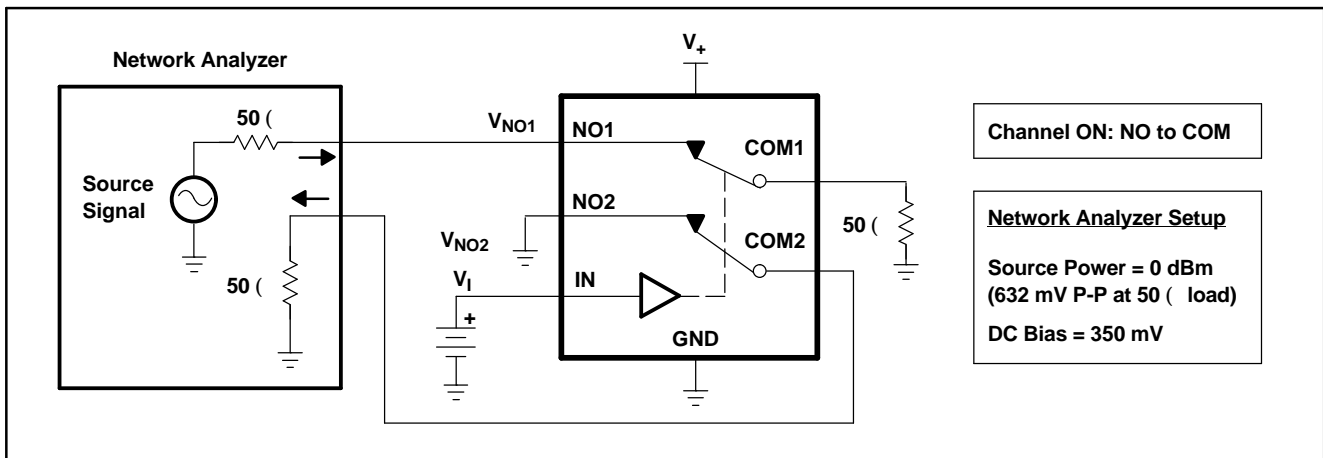 Network Analyzer
50 (
Source
Signal
50 (
V+
VNO1
NO1
COM1
NO2
VNO2
COM2
50 (
VI
IN
+
GND
Channel ON: NO to COM
Network Analyzer Setup
Source Power = 0 dBm
(632 mV P-P at 50 ( load)
DC Bias = 350 mV